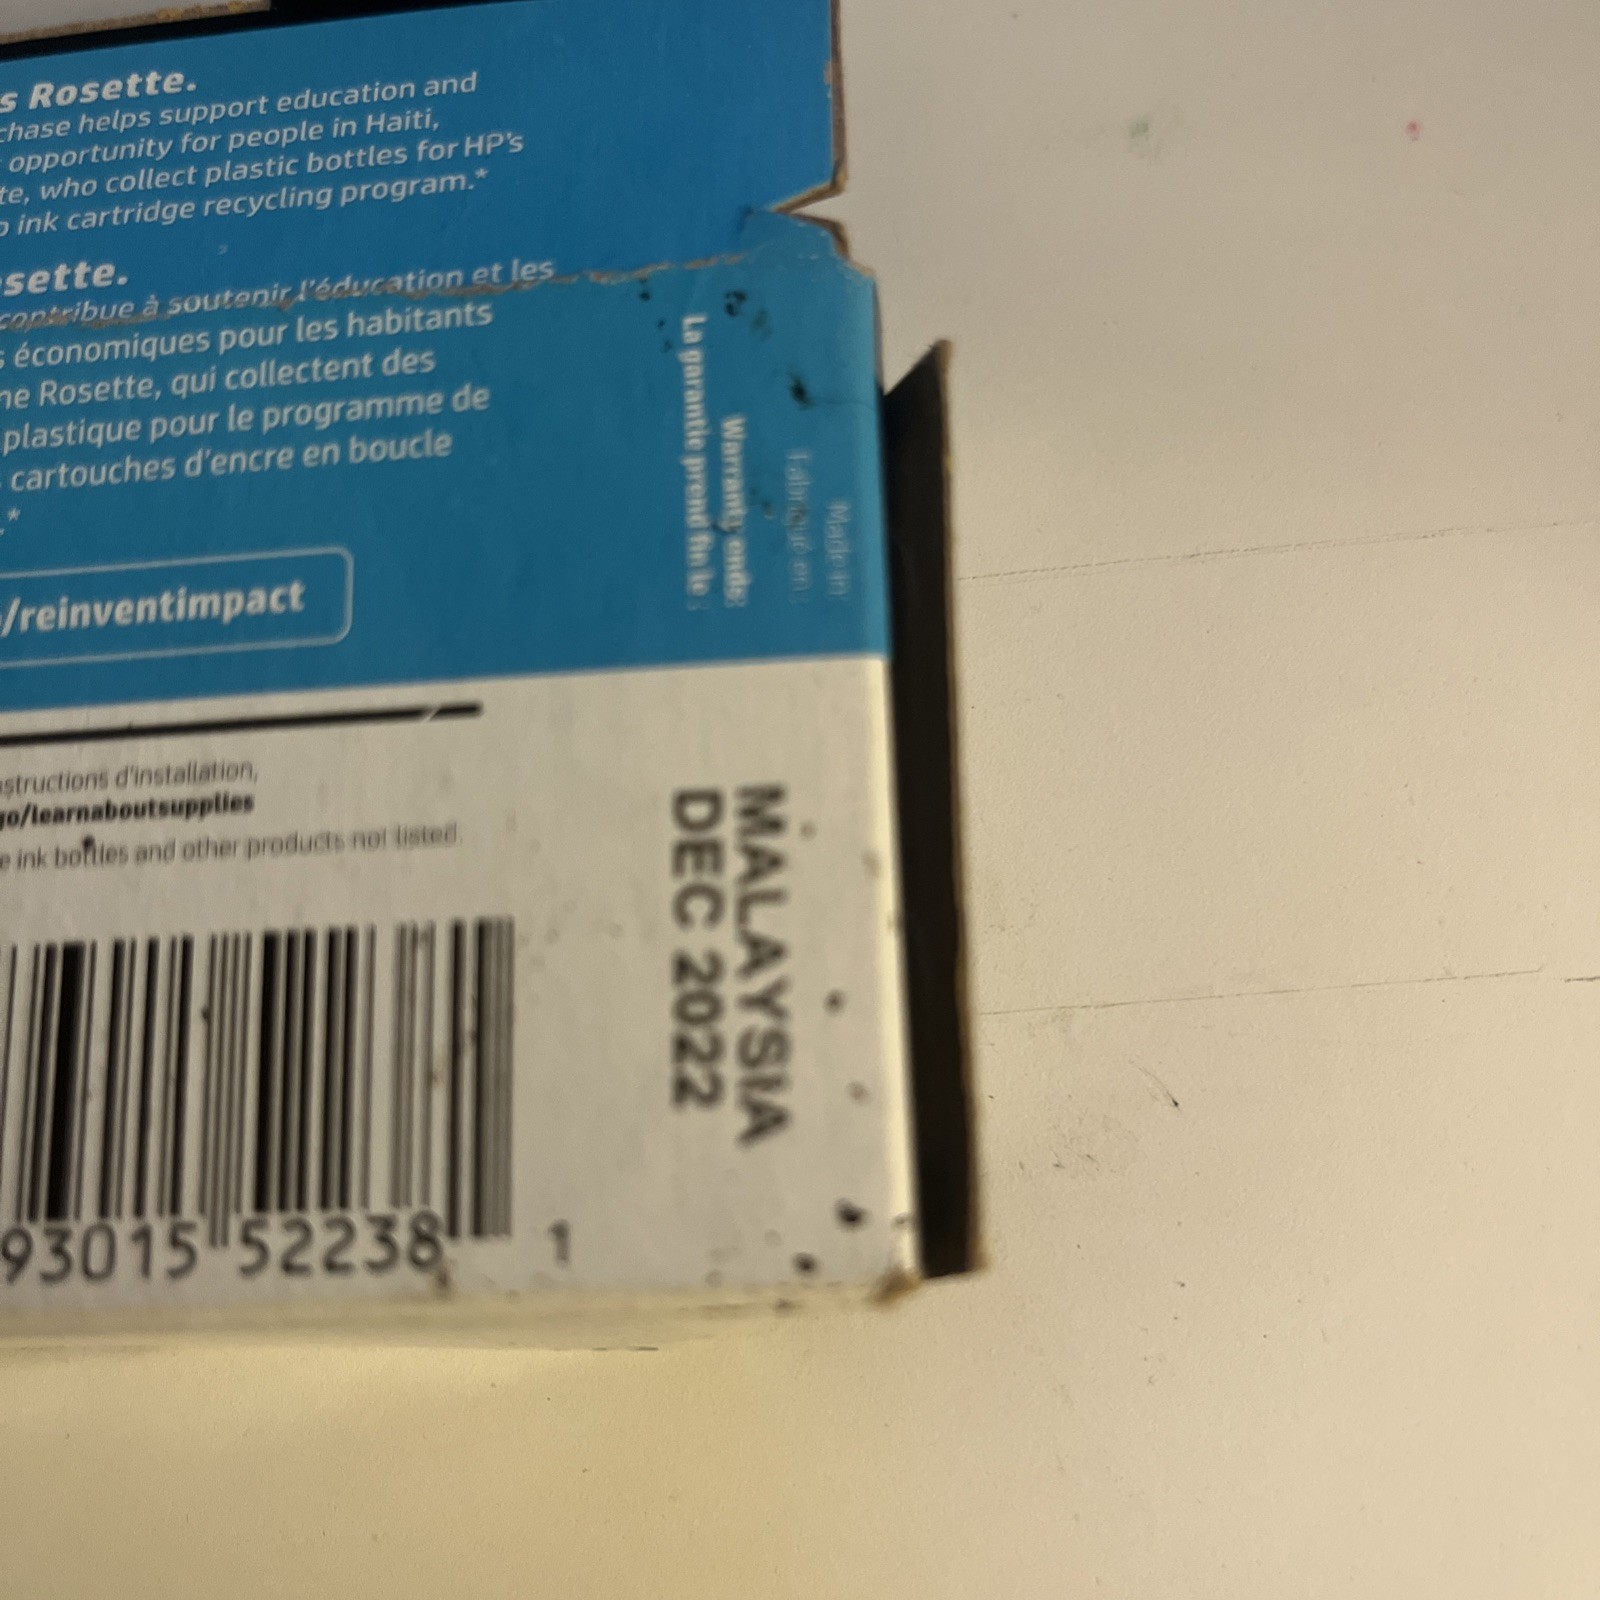 s Rosette.
chase helps support education and
opportunity for people in Haiti,
te, who collect plastic bottles for HP's
o ink cartridge recycling program.*
sette.
contribue à soutenir l'éducation et les
s économiques pour les habitants
ne Rosette, qui collectent des
plastique pour le programme de
cartouches d'encre en boucle
.*
/reinventimpact
Made in
Fabriqué en :
Warranty ends:
La garantie prend fin le :
nstructions d'installation,
go/learnaboutsupplies
e ink bottles and other products not listed.
MALAYSIA
DEC 2022
93015 52238 1